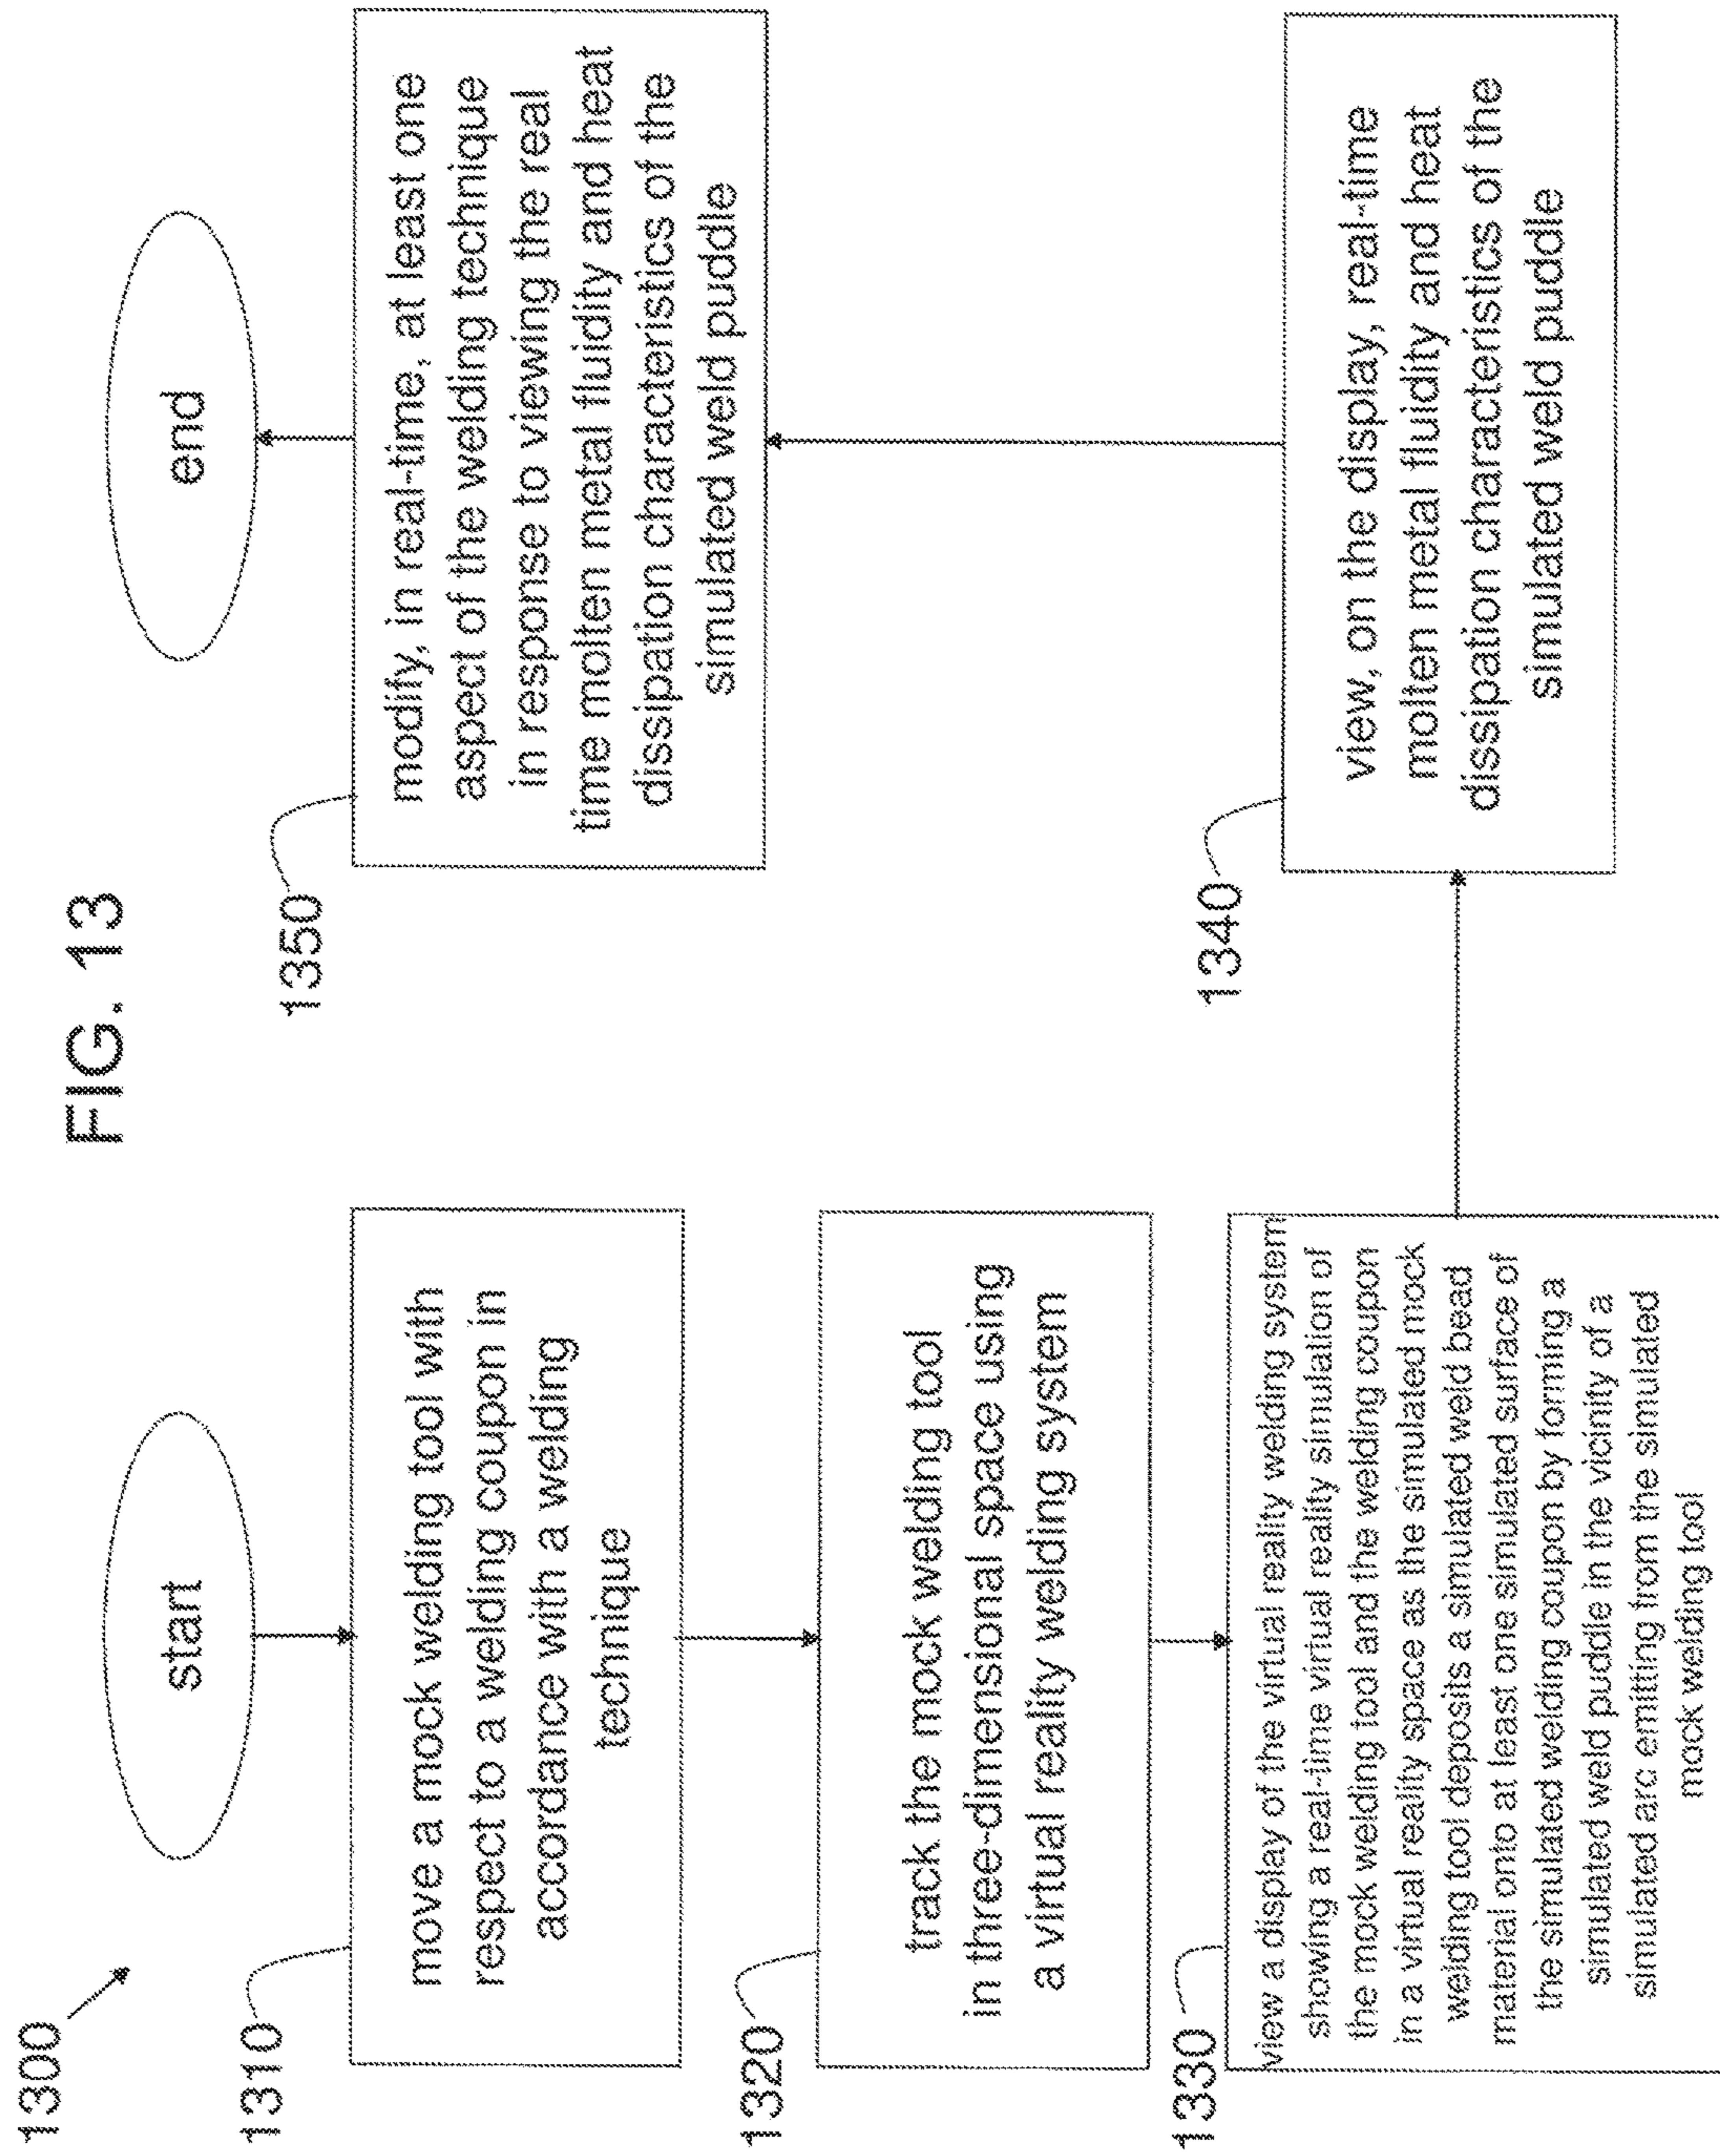 FIG. 13
1300
start
1310
move a mock welding tool with
respect to a welding coupon in
accordance with a welding
technique
1320
track the mock welding tool
in three-dimensional space using
a virtual reality welding system
1330
view a display of the virtual reality welding system
showing a real-time virtual reality simulation of
the mock welding tool and the welding coupon
in a virtual reality space as the simulated mock
welding tool deposits a simulated weld bead
material onto at least one simulated surface of
the simulated welding coupon by forming a
simulated weld puddle in the vicinity of a
simulated arc emitting from the simulated
mock welding tool
1340
view, on the display, real-time
molten metal fluidity and heat
dissipation characteristics of the
simulated weld puddle
1350
modify, in real-time, at least one
aspect of the welding technique
in response to viewing the real
time molten metal fluidity and heat
dissipation characteristics of the
simulated weld puddle
end